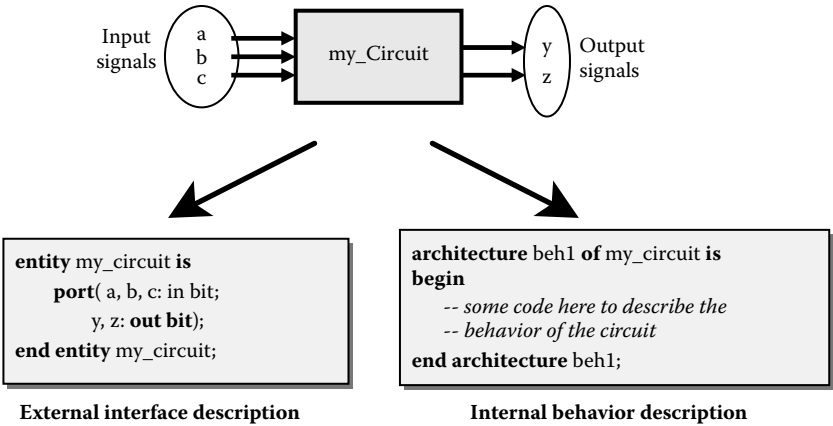 Input
signals
a
b
c
my_Circuit
y
z
Output
signals
entity my_circuit is
port( a, b, c: in bit;
y, z: out bit);
end entity my_circuit;
External interface description
architecture beh1 of my_circuit is
begin
-- some code here to describe the
-- behavior of the circuit
end architecture beh1;
Internal behavior description